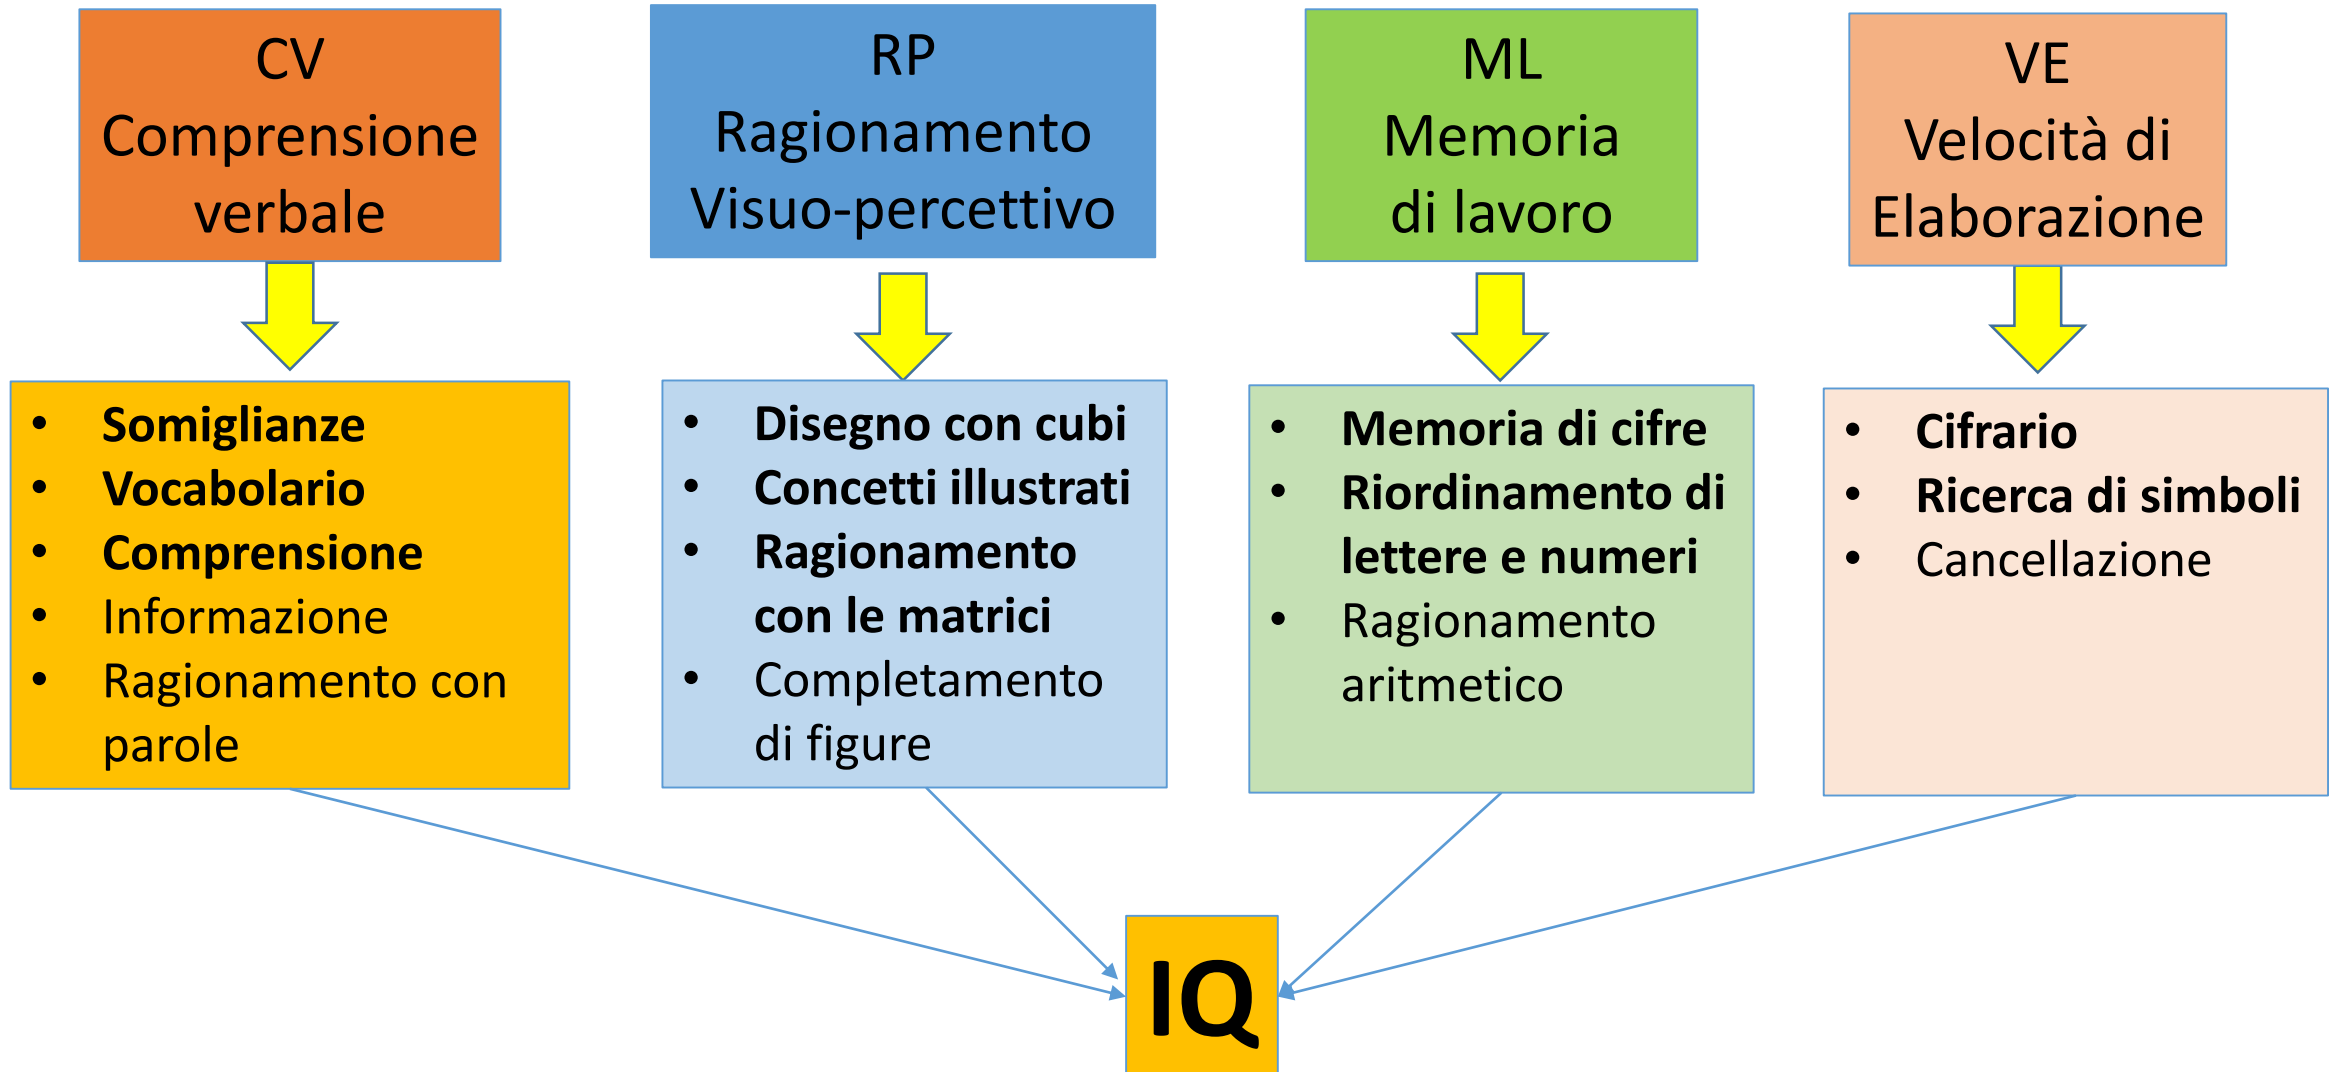 CV
Comprensione
verbale
RP
Ragionamento
Visuo-percettivo
ML
Memoria
di lavoro
VE
Velocità di
Elaborazione
• Somiglianze
• Vocabolario
• Comprensione
• Informazione
• Ragionamento con
parole
• Disegno con cubi
• Concetti illustrati
• Ragionamento
con le matrici
• Completamento
di figure
• Memoria di cifre
• Riordinamento di
lettere e numeri
• Ragionamento
aritmetico
• Cifrario
• Ricerca di simboli
• Cancellazione
IQ